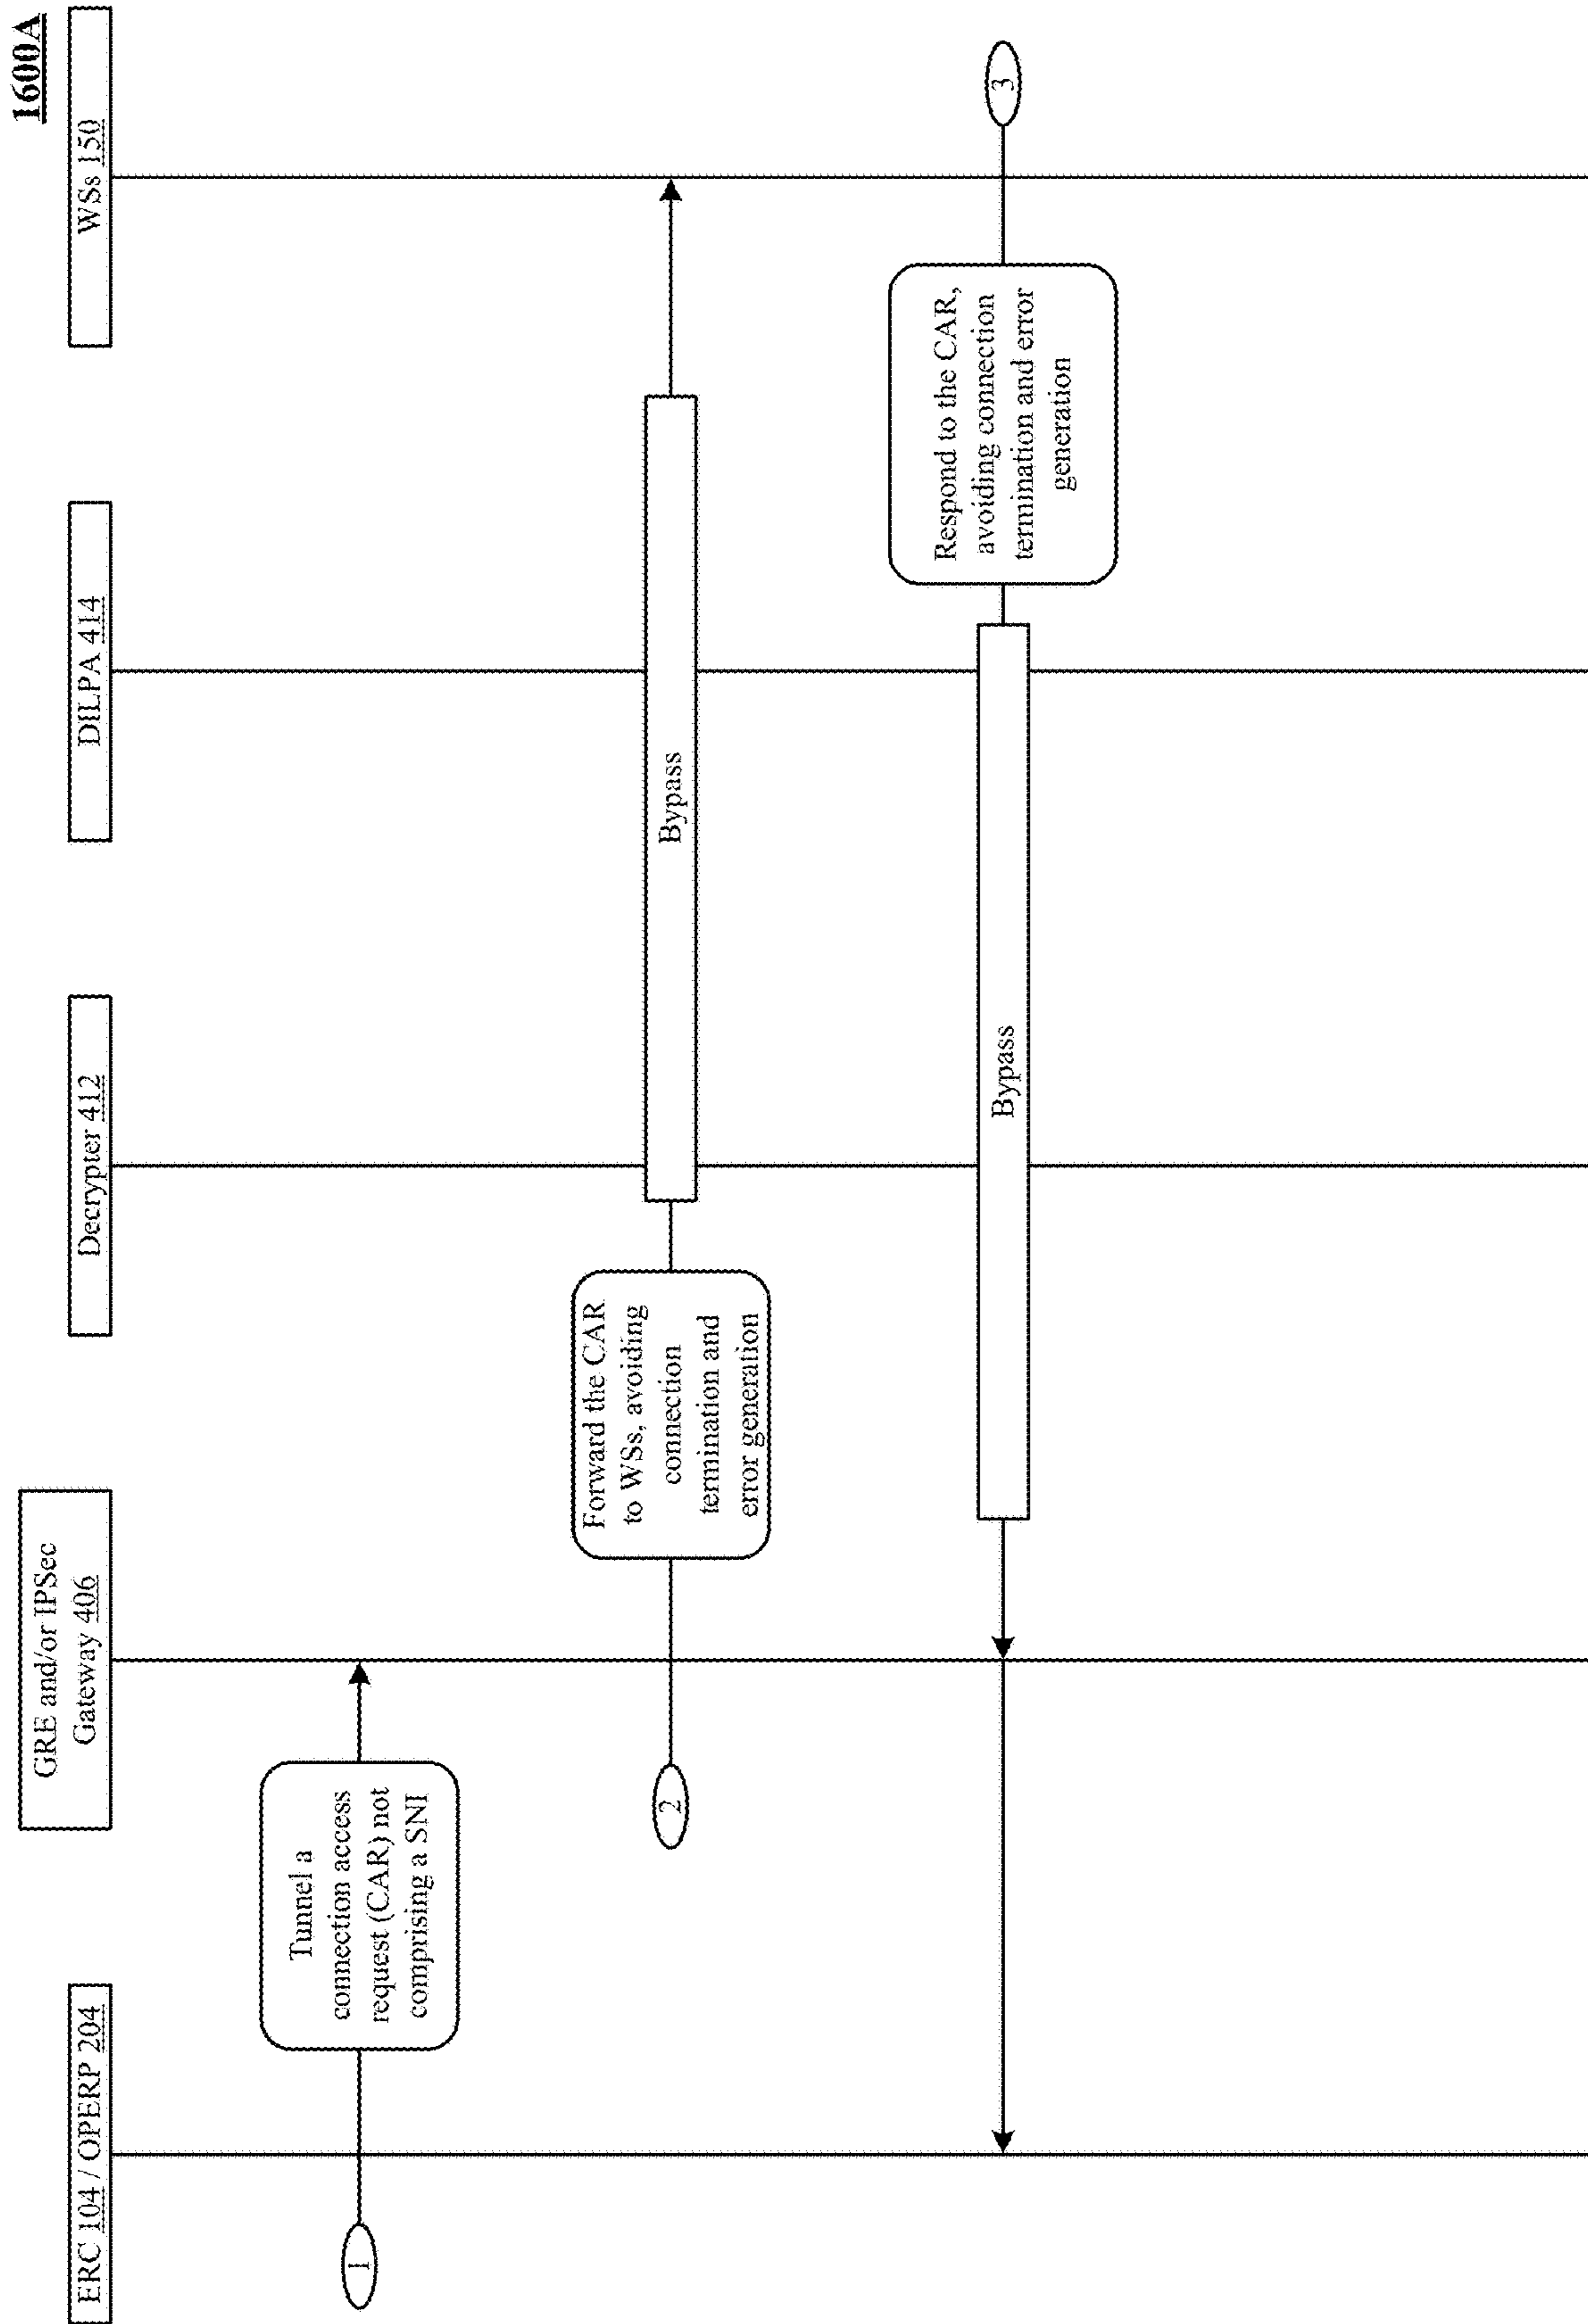 1600A
ERC 104 / OPERP 204
GRE and/or IPSec
Gateway 406
Decrypter 412
DILPA 414
WSs 150
1
Tunnel a
connection access
request (CAR) not
comprising a SNI
2
Forward the CAR
to WSs, avoiding
connection
termination and
error generation
Bypass
3
Respond to the CAR,
avoiding connection
termination and error
generation
Bypass